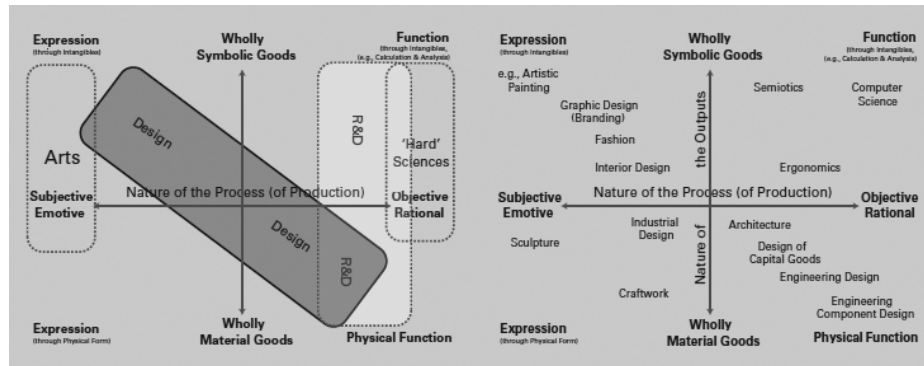 Expression
(through Intangibles)
Wholly
Symbolic Goods
Function
(through Intangibles,
(e.g., Calculation & Analysis)
Design
R&D
Arts
'Hard'
Sciences
Nature of the Process (of Production)
Subjective
Emotive
Objective
Rational
Design
R&D
Expression
(through Physical Form)
Wholly
Material Goods
Physical Function
Expression
(through Intangibles)
Wholly
Symbolic Goods
Function
(through Intangibles,
(e.g., Calculation & Analysis)
e.g., Artistic
Painting
Semiotics
Computer
Science
Graphic Design
(Branding)
Fashion
the Outputs
Interior Design
Ergonomics
Subjective
Emotive
Nature of the Process (of Production)
Objective
Rational
Sculpture
Industrial
Design
Nature of
Architecture
Design of
Capital Goods
Engineering Design
Craftwork
Engineering
Component Design
Expression
(through Physical Form)
Wholly
Material Goods
Physical Function